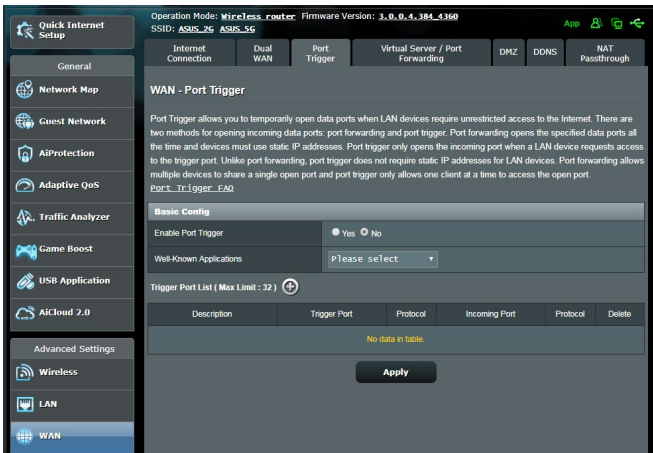 Quick Internet
Setup
General
Network Map
Guest Network
AiProtection
Adaptive QoS
Traffic Analyzer
Game Boost
USB Application
AiCloud 2.0
Advanced Settings
Wireless
LAN
WAN
Operation Mode: Wireless router Firmware Version: 3.0.0.4.384_4360
SSID: ASUS_2G ASUS_5G
App
Internet
Connection
Dual
WAN
Port
Trigger
Virtual Server / Port
Forwarding
DMZ
DDNS
NAT
Passthrough
WAN - Port Trigger
Port Trigger allows you to temporarily open data ports when LAN devices require unrestricted access to the Internet. There are
two methods for opening incoming data ports: port forwarding and port trigger. Port forwarding opens the specified data ports all
the time and devices must use static IP addresses. Port trigger only opens the incoming port when a LAN device requests access
to the trigger port. Unlike port forwarding, port trigger does not require static IP addresses for LAN devices. Port forwarding allows
multiple devices to share a single open port and port trigger only allows one client at a time to access the open port.
Port Trigger FAQ
Basic Config
Enable Port Trigger Yes No
Well-Known Applications Please select
Trigger Port List ( Max Limit : 32 )
Description Trigger Port Protocol Incoming Port Protocol Delete
No data in table.
Apply